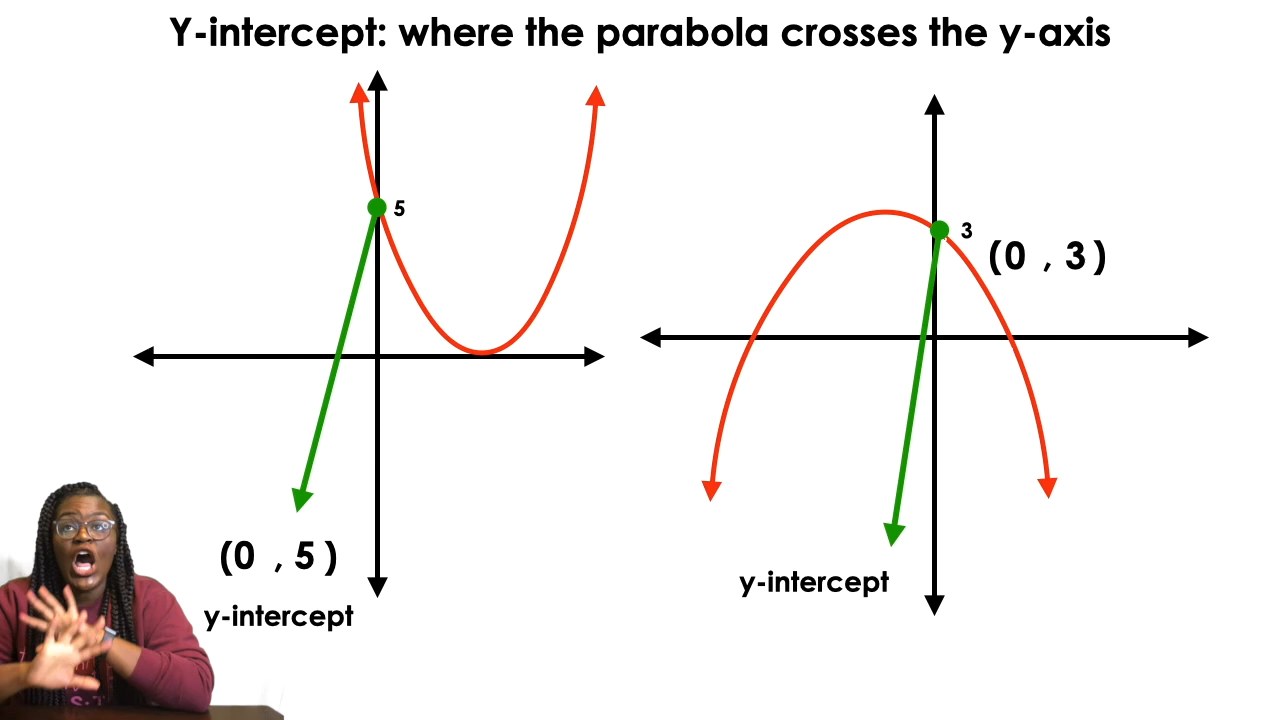 Y-intercept: where the parabola crosses the y-axis
5
3
(0 , 3)
(0 , 5)
y-intercept
y-intercept